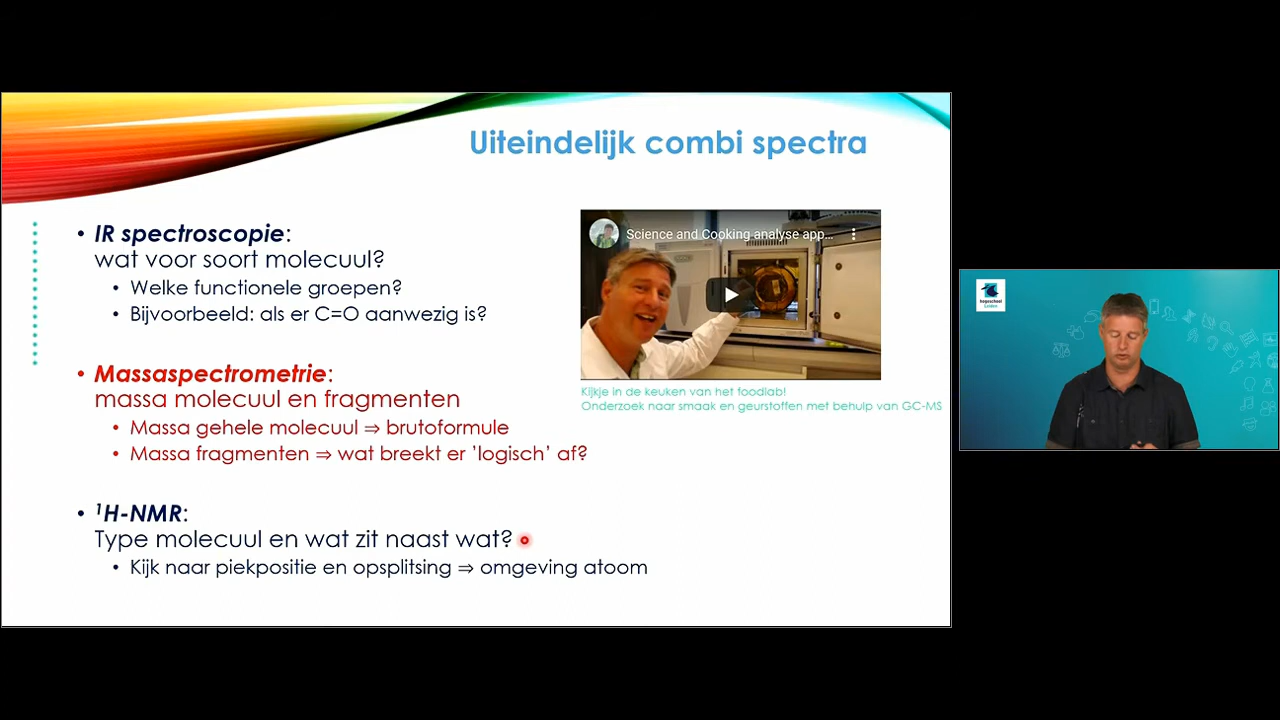 Uiteindelijk combi spectra
• IR spectroscopie:
wat voor soort molecuul?
• Welke functionele groepen?
• Bijvoorbeeld: als er C=O aanwezig is?
• Massaspectrometrie:
massa molecuul en fragmenten
• Massa gehele molecuul ⇒ brutoformule
• Massa fragmenten ⇒ wat breekt er ’logisch’ af?
• ¹H-NMR:
Type molecuul en wat zit naast wat?
• Kijk naar piekpositie en opsplitsing ⇒ omgeving atoom
Science and Cooking analyse app...
Kijkje in de keuken van het foodlab!
Onderzoek naar smaak en geurstoffen met behulp van GC-MS
hogeschool
Leiden